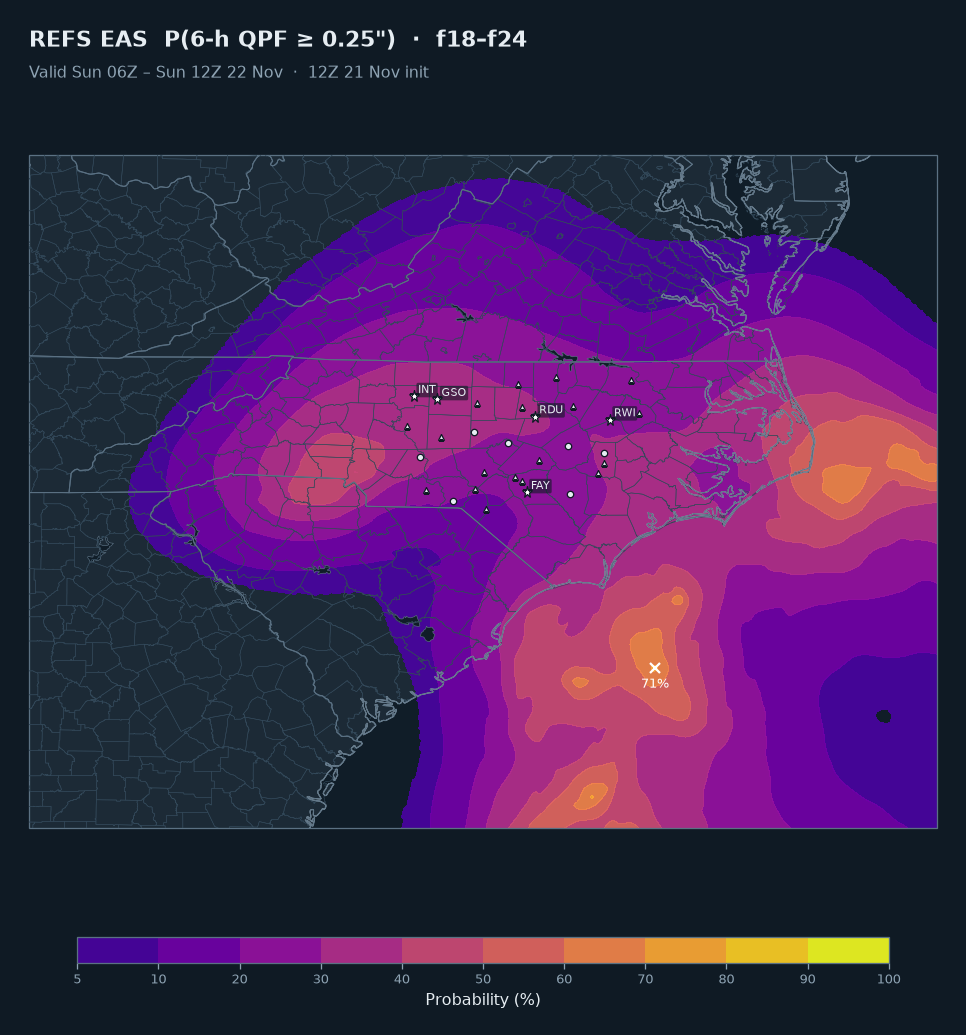 REFS EAS P(6-h QPF ≥ 0.25") · f18–f24
Valid Sun 06Z – Sun 12Z 22 Nov · 12Z 21 Nov init
INT GSO
RDU RWI
FAY
71%
5 10 20 30 40 50 60 70 80 90 100
Probability (%)